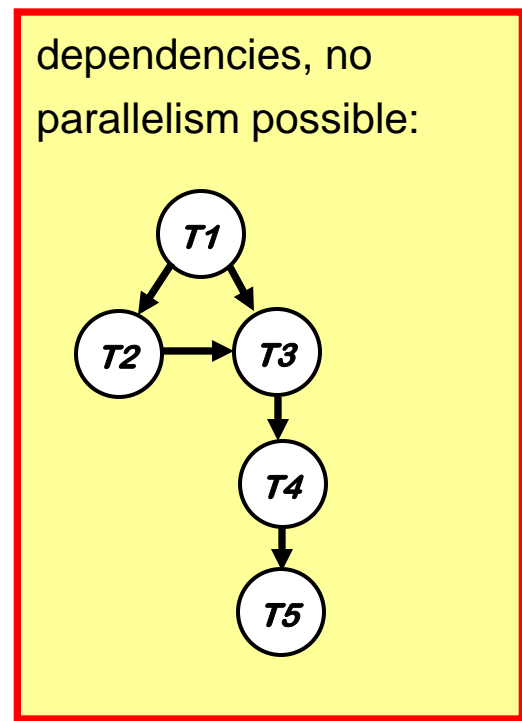 dependencies, no
parallelism possible:
T1
T2 T3
T4
T5